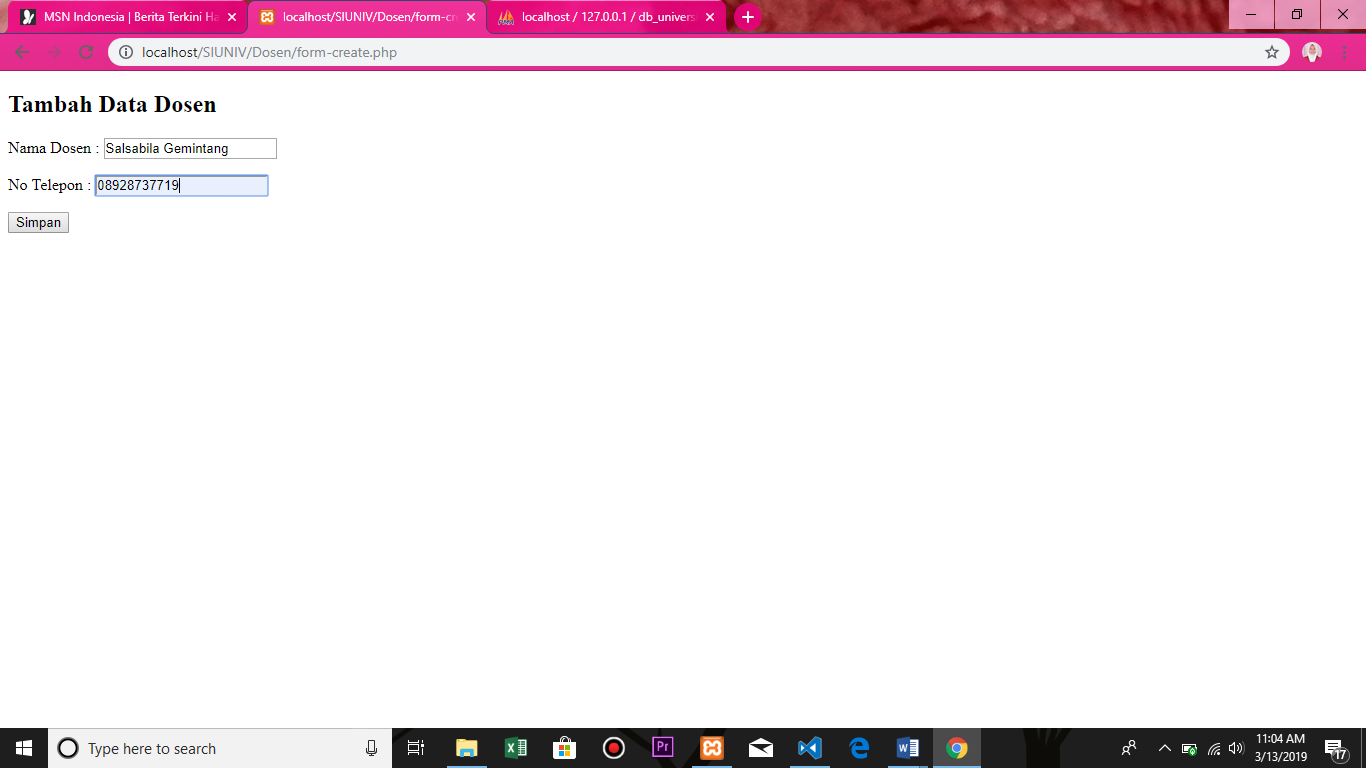 MSN Indonesia | Berita Terkini Ha
localhost/SIUNIV/Dosen/form-cr
localhost / 127.0.0.1 / db_univers
localhost/SIUNIV/Dosen/form-create.php
Tambah Data Dosen
Nama Dosen : Salsabila Gemintang
No Telepon : 08928737719
Simpan
Type here to search
Pr
11:04 AM
3/13/2019
17